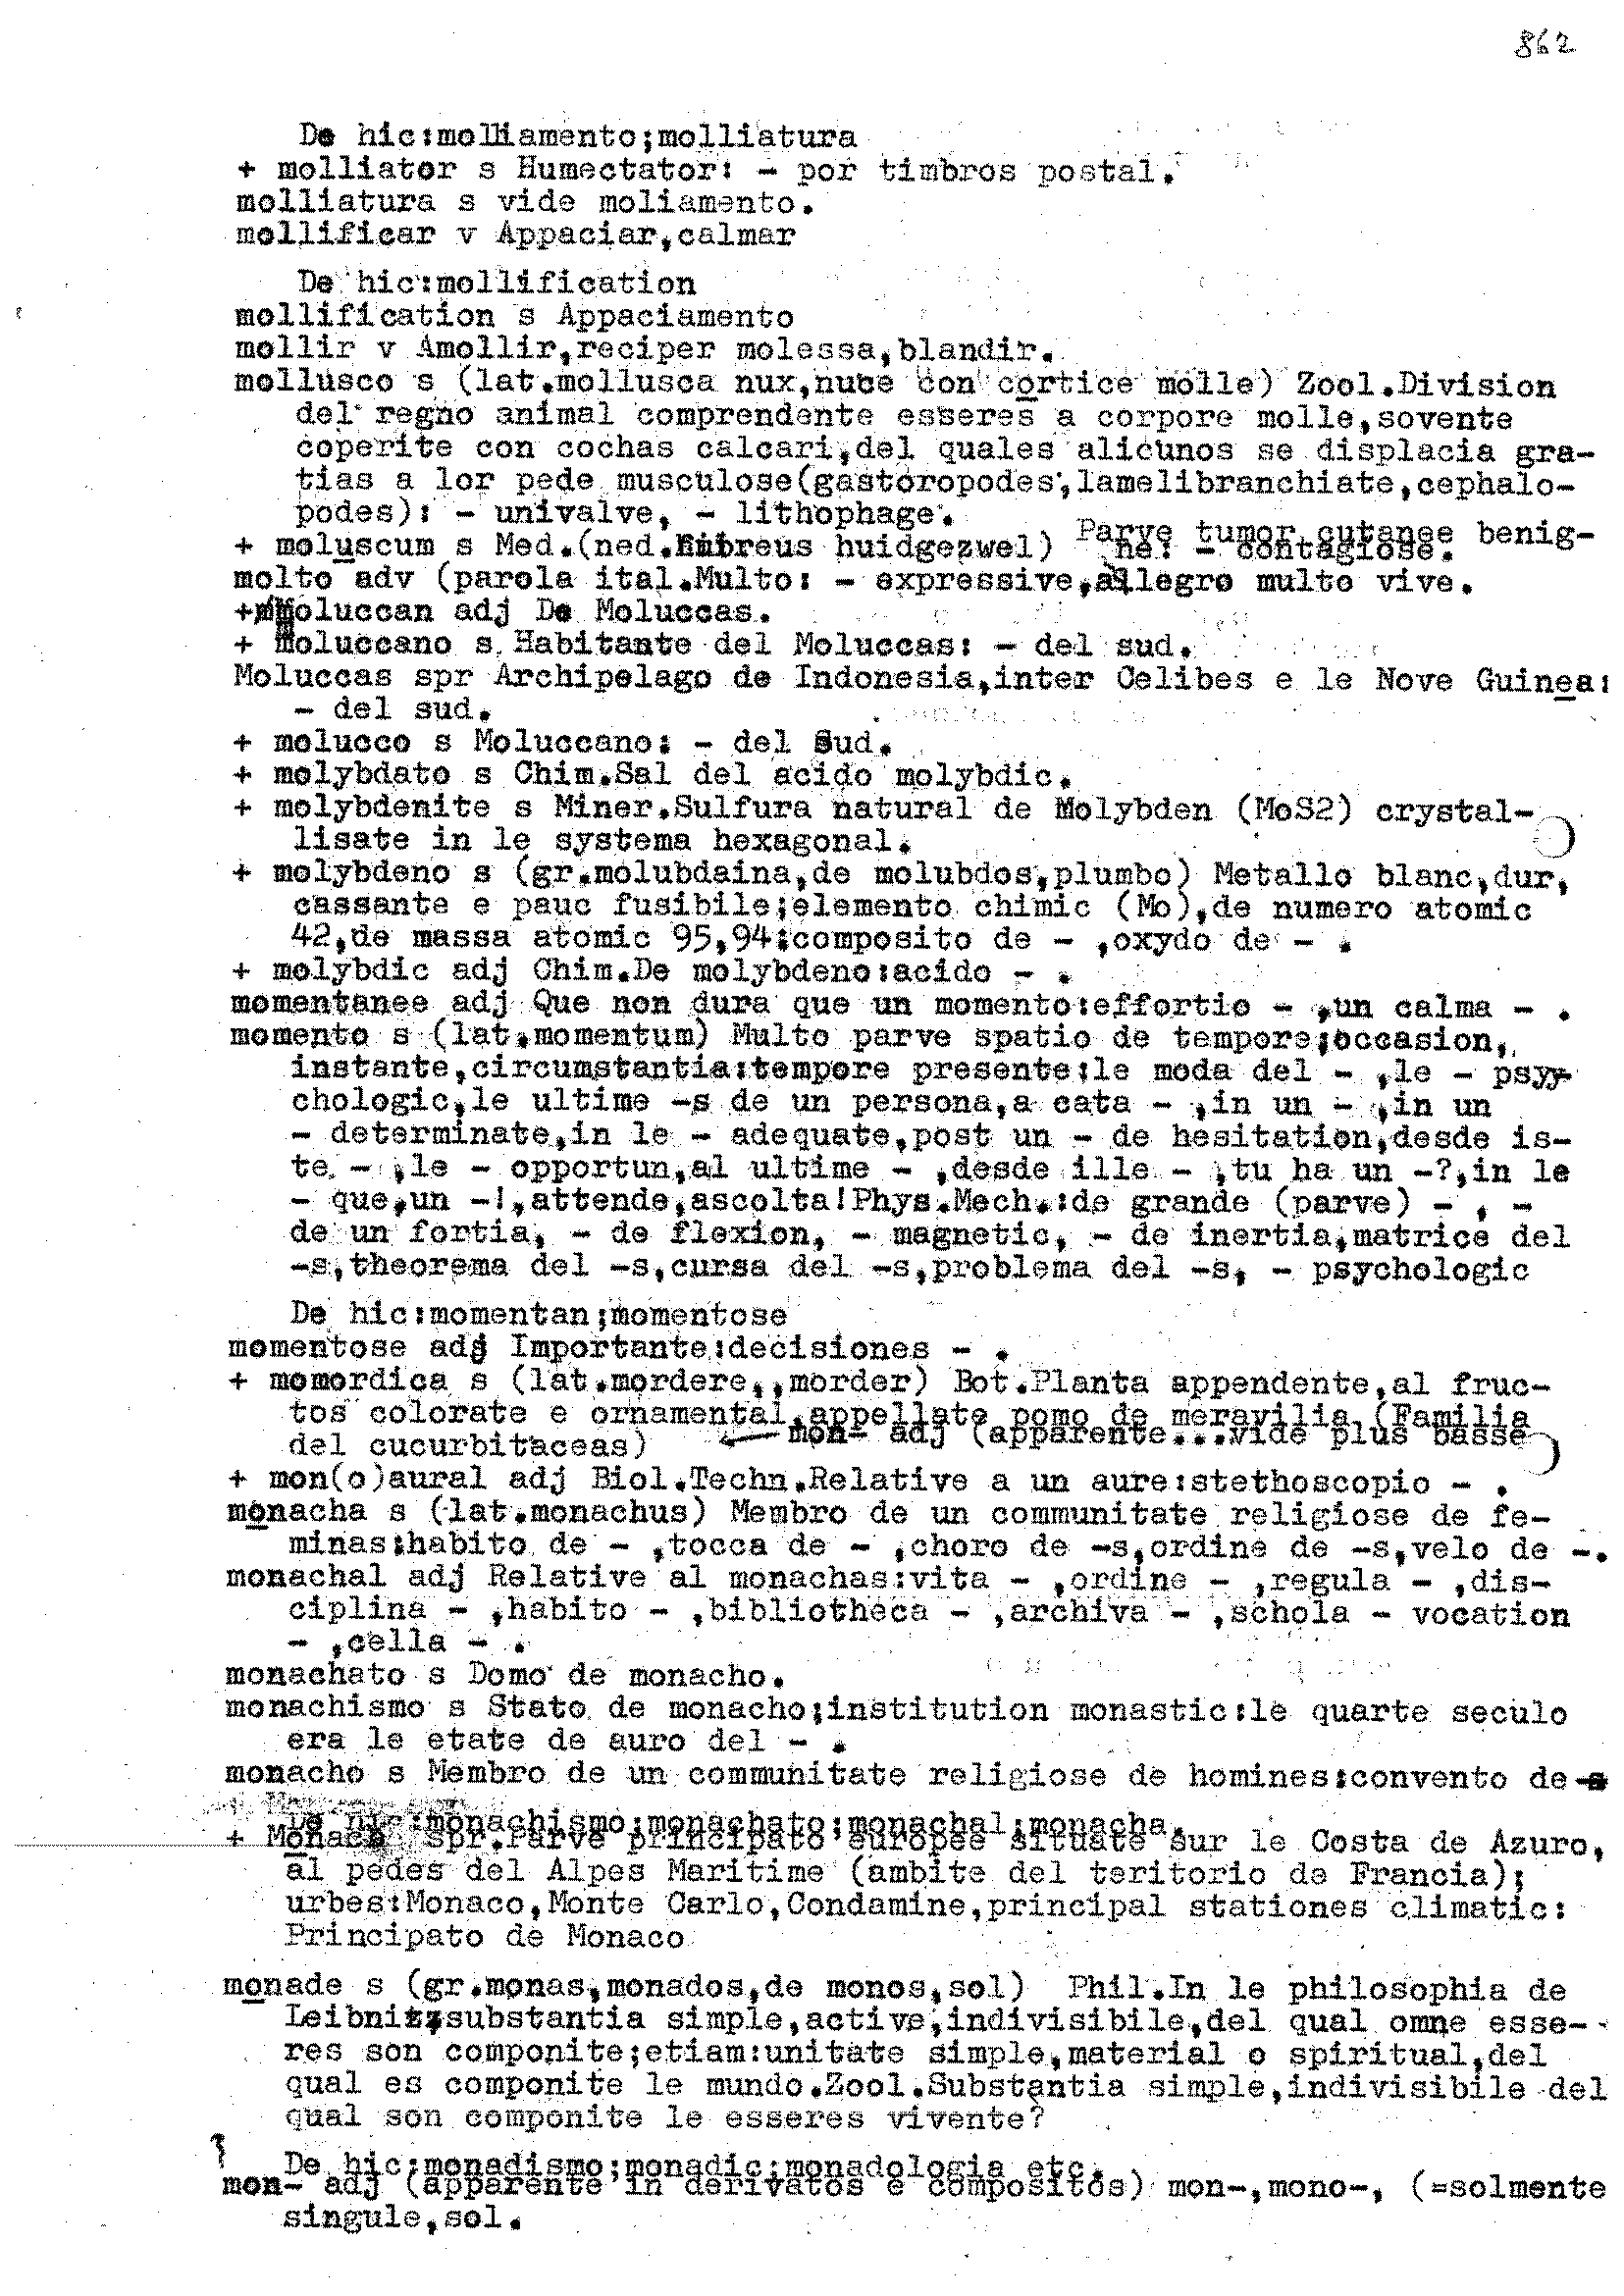 862
De hic:molliamento;molliatura
+ molliator s Humectator: - por timbros postal.
molliatura s vide moliamento.
mollificar v Appaciar,calmar
De hic:mollification
mollification s Appaciamento
mollir v Amollir,reciper molessa,blandir.
mollusco s (lat.mollusca nux,nuce con cortice molle) Zool.Division
del regno animal comprendente esseres a corpore molle,sovente
coperite con cochas calcari,del quales alicunos se displacia gra-
tias a lor pede musculose(gastoropodes,lamelibranchiate,cephalo-
podes): - univalve, - lithophage.
+ moluscum s Med.(ned. huidgezwel) Parve tumor cutanee benig-
ne: - contagiose.
molto adv (parola ital.Multo: - expressive,allegro multo vive.
+ Moluccan adj De Moluccas.
+ Moluccano s Habitante del Moluccas: - del sud.
Moluccas spr Archipelago de Indonesia,inter Celibes e le Nove Guinea:
- del sud.
+ molucco s Moluccano: - del Sud.
+ molybdato s Chim.Sal del acido molybdic.
+ molybdenite s Miner.Sulfura natural de Molybden (MoS2) crystal-
lisate in le systema hexagonal.
+ molybdeno s (gr.molubdaina,de molubdos,plumbo) Metallo blanc,dur,
cassante e pauc fusibile;elemento chimic (Mo),de numero atomic
42,de massa atomic 95,94:composito de - ,oxydo de - .
+ molybdic adj Chim.De molybdeno:acido - .
momentanee adj Que non dura que un momento:effortio - ,un calma - .
momento s (lat.momentum) Multo parve spatio de tempore;occasion,
instante,circumstantia:tempore presente:le moda del - ,le - psyy-
chologic,le ultime -s de un persona,a cata - ,in un - ,in un
- determinate,in le - adequate,post un - de hesitation,desde is-
te - ,le - opportun,al ultime - ,desde ille - ,tu ha un -?,in le
- que,un -!,attende,ascolta!Phys.Mech.:de grande (parve) - , -
de un fortia, - de flexion, - magnetic, - de inertia,matrice del
-s,theorema del -s,cursa del -s,problema del -s, - psychologic
De hic:momentan;momentose
momentose adj Importante:decisiones - .
+ momordica s (lat.mordere,,morder) Bot.Planta appendente,al fruc-
tos colorate e ornamental,appellate pomo de meravilia (Familia
del cucurbitaceas)
mon- adj (apparente...vide plus basse
+ mon(o)aural adj Biol.Techn.Relative a un aure:stethoscopio - .
monacha s (lat.monachus) Membro de un communitate religiose de fe-
minas:habito de - ,tocca de - ,choro de -s,ordine de -s,velo de -.
monachal adj Relative al monachas:vita - ,ordine - ,regula - ,dis-
ciplina - ,habito - ,bibliotheca - ,archiva - ,schola - vocation
- ,cella - .
monachato s Domo de monacho.
monachismo s Stato de monacho;institution monastic:le quarte seculo
era le etate de auro del - .
monacho s Membro de un communitate religiose de homines:convento de -s
De hic:monachismo;monachato;monachal;monacha.
+ Monaco spr.Parve principato europee situate sur le Costa de Azuro,
al pedes del Alpes Maritime (ambite del teritorio de Francia);
urbes:Monaco,Monte Carlo,Condamine,principal stationes climatic:
Principato de Monaco
monade s (gr.monas,monados,de monos,sol) Phil.In le philosophia de
Leibnitz,substantia simple,active,indivisibile,del qual omne esse-
res son componite;etiam:unitate simple,material o spiritual,del
qual es componite le mundo.Zool.Substantia simple,indivisibile del
qual son componite le esseres vivente?
De hic:monadismo;monadic;monadologia etc.
mon- adj (apparente in derivatos e compositos) mon-,mono-, (=solmente
singule,sol.